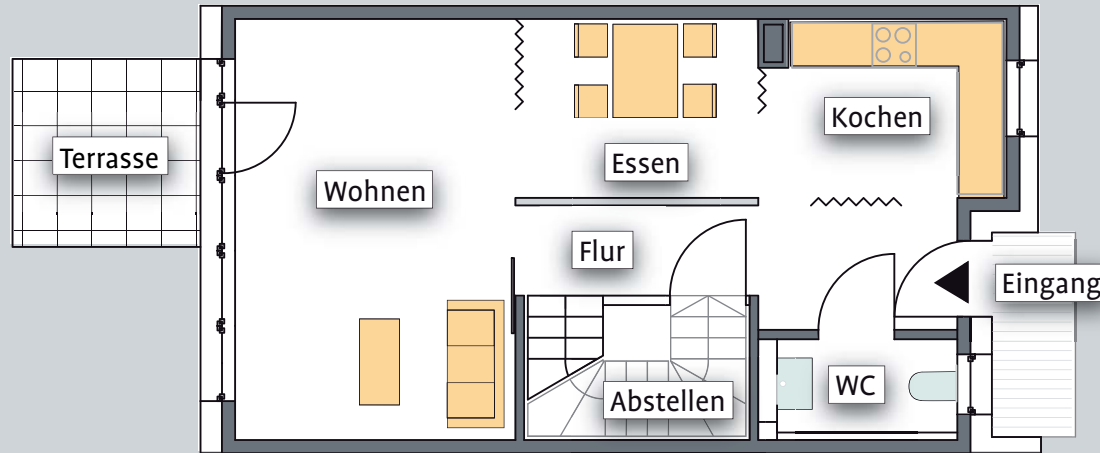 Kochen
Terrasse
Essen
Wohnen
Flur
Eingang
WC
Abstellen